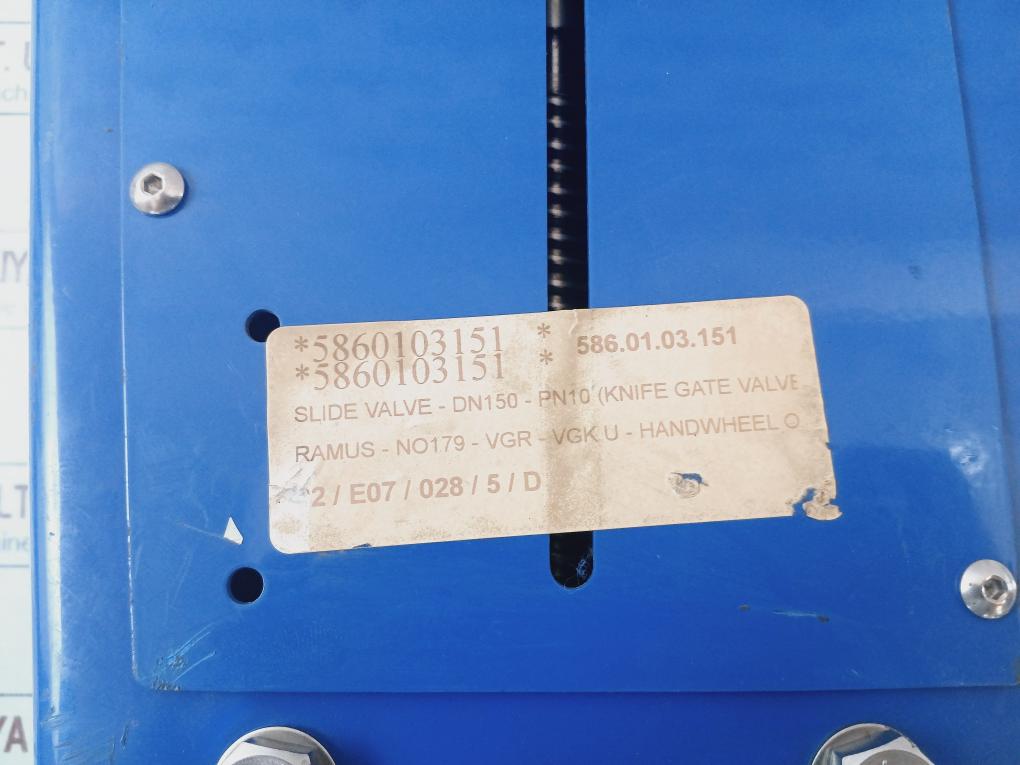 *5860103151 * 586.01.03.151
*5860103151 *
SLIDE VALVE - DN150 - PN10 (KNIFE GATE VALVE
RAMUS - NO179 - VGR - VGK.U - HANDWHEEL O
2 / E07 / 028 / 5 / D